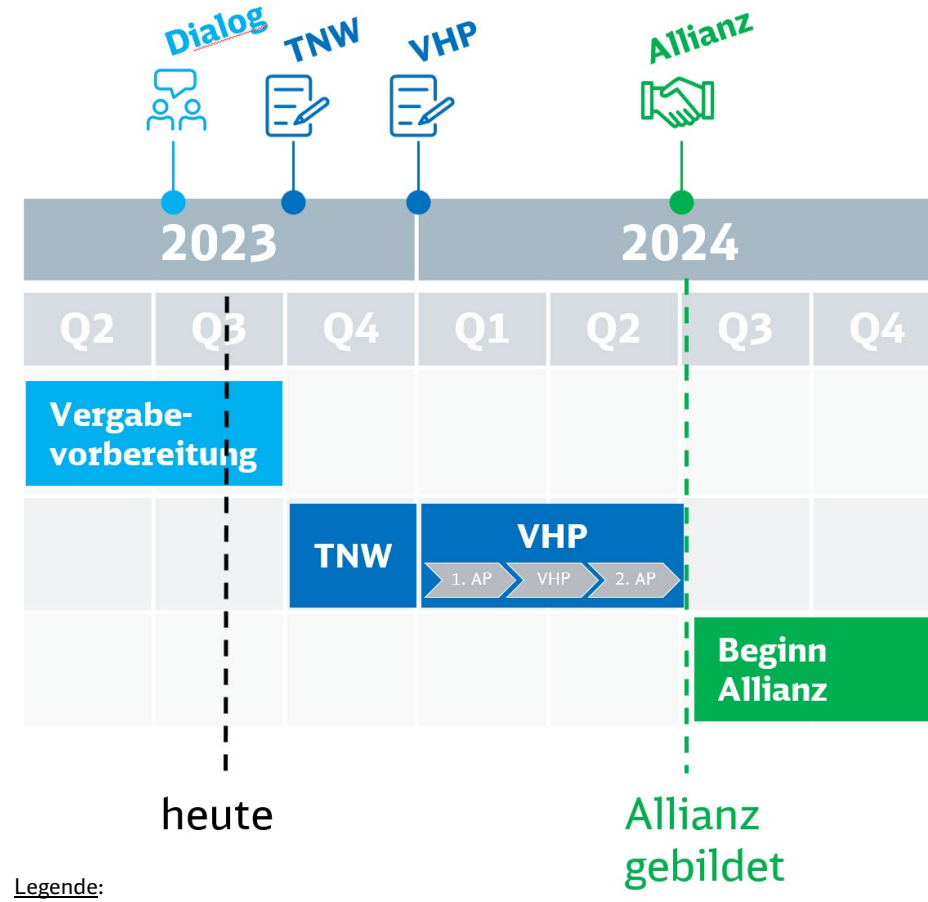 Dialog
TNW
VHP
Allianz
2023
2024
Q2
Q3
Q4
Q1
Q2
Q3
Q4
Vergabe-
vorbereitung
TNW
VHP
1. AP
VHP
2. AP
Beginn
Allianz
heute
Allianz
gebildet
Legende: